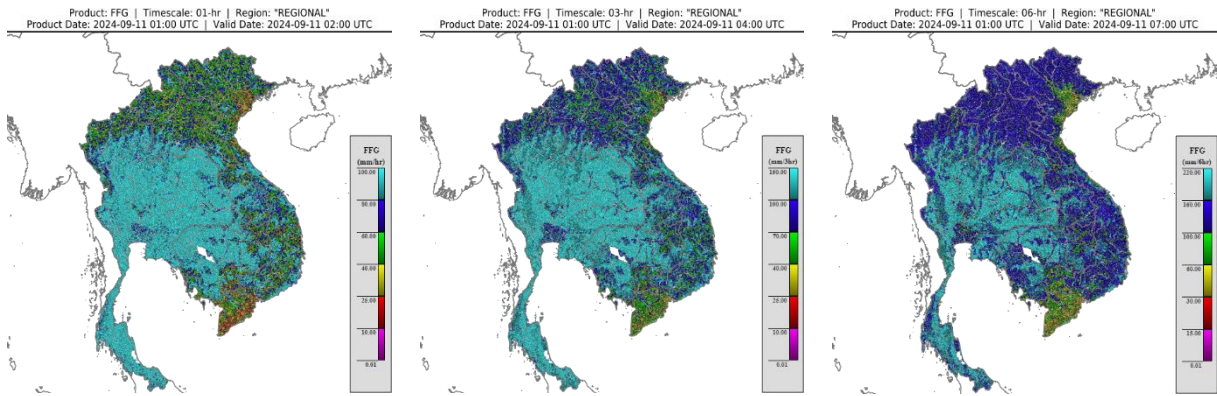 Product: FFG | Timescale: 01-hr | Region: "REGIONAL"
Product Date: 2024-09-11 01:00 UTC | Valid Date: 2024-09-11 02:00 UTC
FFG
(mm/hr)
100.00
80.00
60.00
40.00
20.00
10.00
0.01
Product: FFG | Timescale: 03-hr | Region: "REGIONAL"
Product Date: 2024-09-11 01:00 UTC | Valid Date: 2024-09-11 04:00 UTC
FFG
(mm/3hr)
160.00
100.00
70.00
40.00
20.00
10.00
0.01
Product: FFG | Timescale: 06-hr | Region: "REGIONAL"
Product Date: 2024-09-11 01:00 UTC | Valid Date: 2024-09-11 07:00 UTC
FFG
(mm/6hr)
220.00
160.00
100.00
60.00
30.00
15.00
0.01